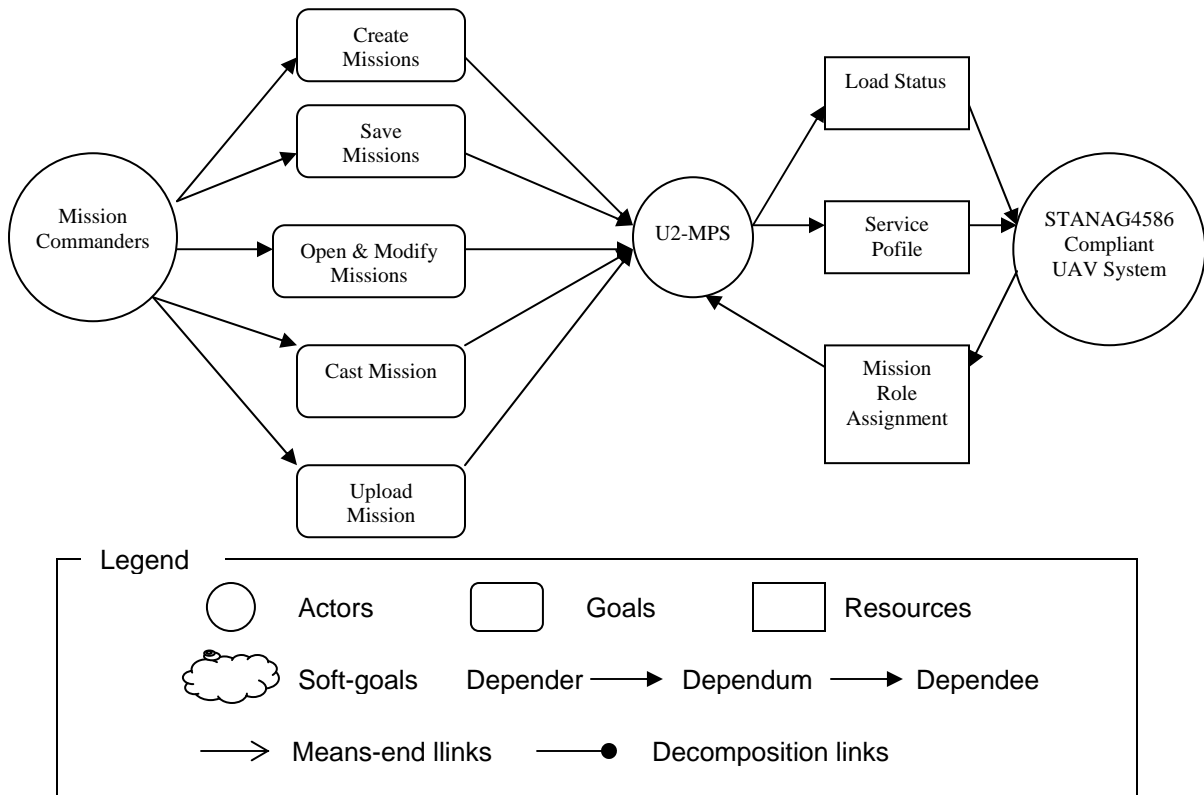 Create
Missions
Save
Missions
Mission
Commanders
Open & Modify
Missions
Cast Mission
Upload
Mission
U2-MPS
Load Status
Service
Pofile
Mission
Role
Assignment
STANAG4586
Compliant
UAV System
Legend
Actors
Goals
Resources
Soft-goals
Depender
Dependum
Dependee
Means-end llinks
Decomposition links